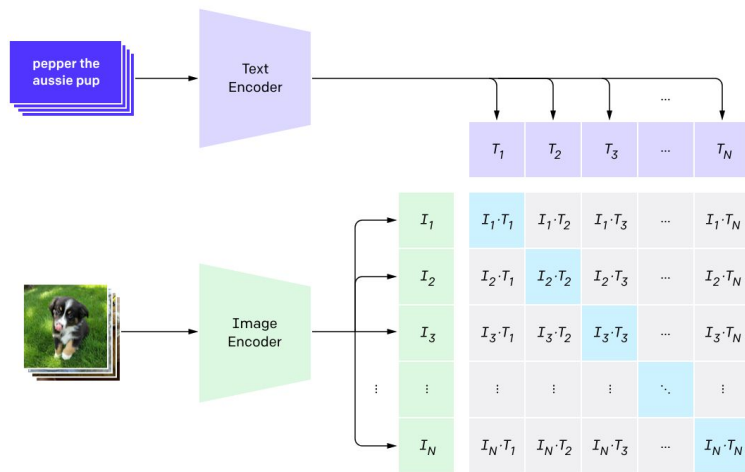 pepper the
aussie pup
Text
Encoder
...
T1 T2 T3 ... TN
I1 I1·T1 I1·T2 I1·T3 ... I1·TN
I2 I2·T1 I2·T2 I2·T3 ... I2·TN
Image
Encoder
I3 I3·T1 I3·T2 I3·T3 ... I3·TN
⋮ ⋮ ⋮ ⋮ ⋮ ⋱ ⋮
IN IN·T1 IN·T2 IN·T3 ... IN·TN